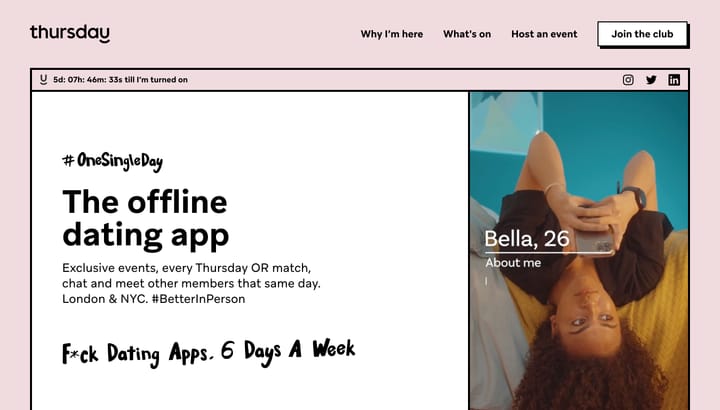 thursday
Why I'm here
What's on
Host an event
Join the club
5d: 07h: 46m: 33s till I'm turned on
#OneSingleDay
The offline
dating app
Exclusive events, every Thursday OR match,
chat and meet other members that same day.
London & NYC. #BetterInPerson
F*ck Dating Apps. 6 Days A Week
Bella, 26
About me